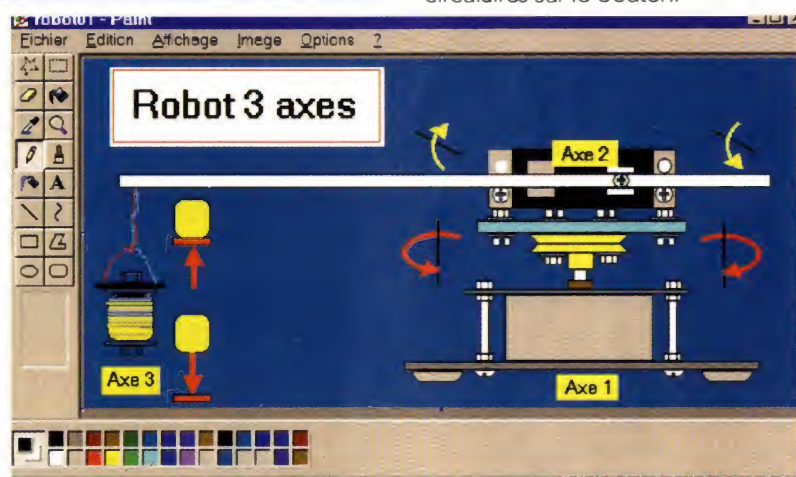 robot01 - Paint
Fichier Edition Affichage Image Options ?
A
Robot 3 axes
Axe 2
Axe 3
Axe 1